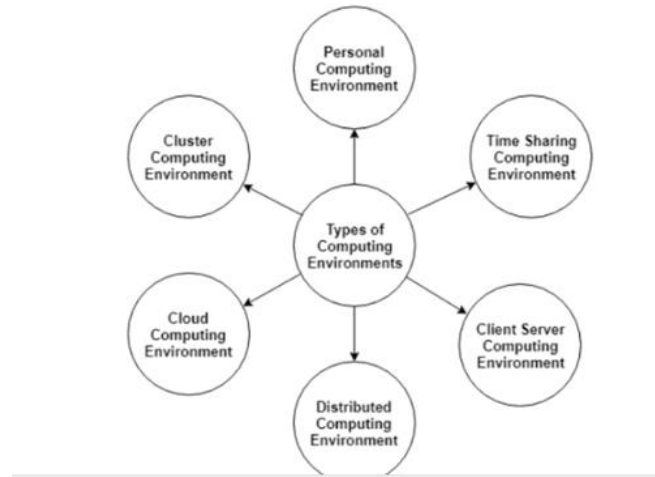 Personal
Computing
Environment
Cluster
Computing
Environment
Time Sharing
Computing
Environment
Types of
Computing
Environments
Cloud
Computing
Environment
Client Server
Computing
Environment
Distributed
Computing
Environment